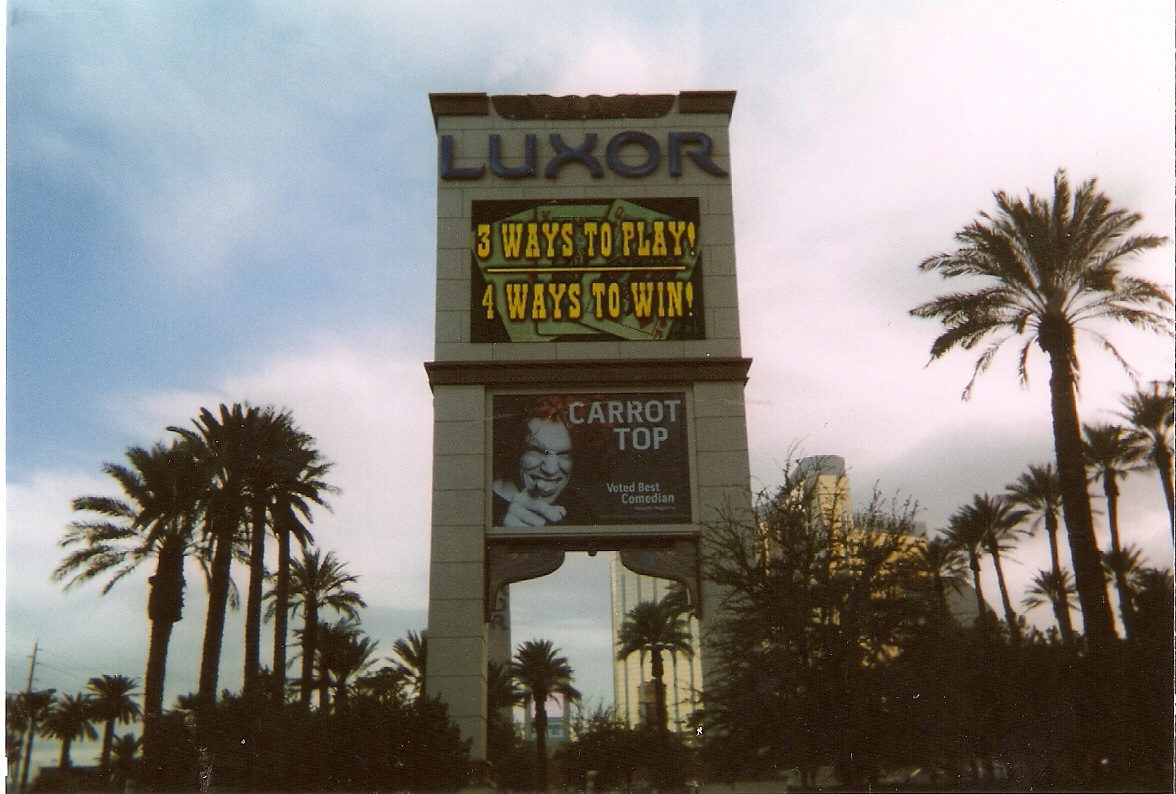 LUXOR
3 WAYS TO PLAY!
4 WAYS TO WIN!
CARROT
TOP
Voted Best
Comedian